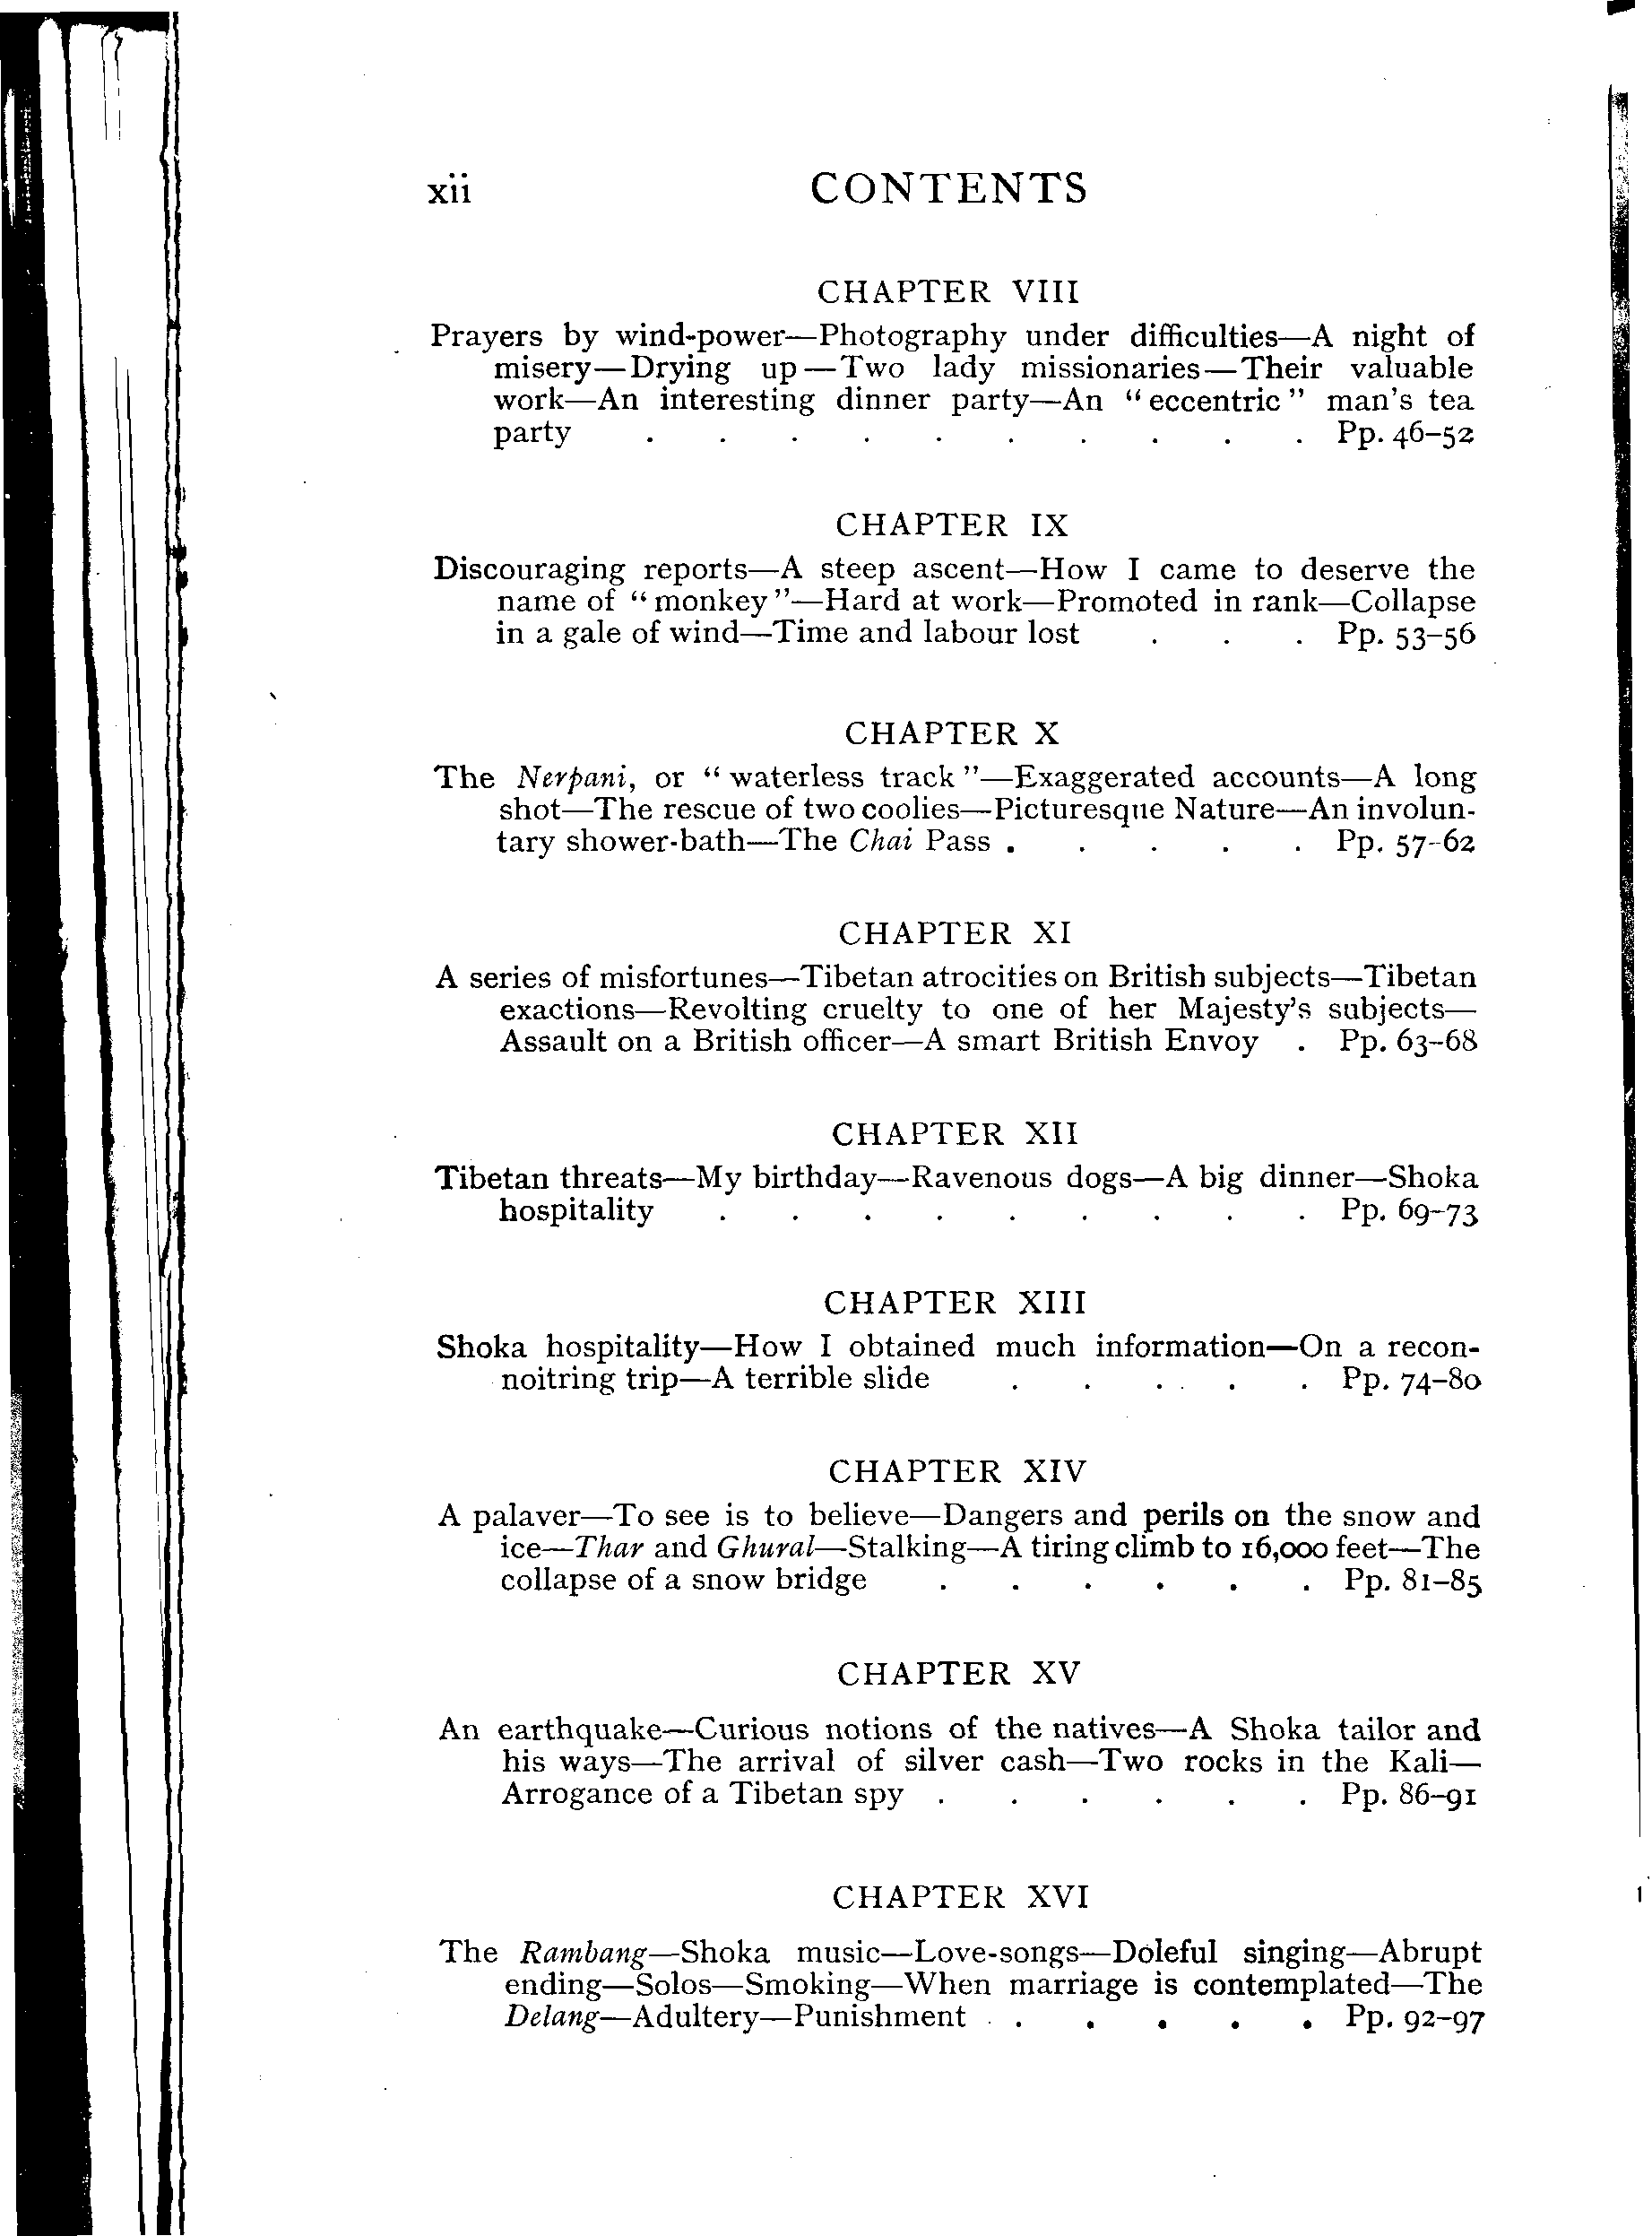 xii CONTENTS
CHAPTER VIII
Prayers by wind-power—Photography under difficulties—A night of
misery—Drying up—Two lady missionaries—Their valuable
work—An interesting dinner party—An “eccentric” man's tea
party . . . . . . . . . . Pp. 46–52
CHAPTER IX
Discouraging reports—A steep ascent—How I came to deserve the
name of “monkey”—Hard at work—Promoted in rank—Collapse
in a gale of wind—Time and labour lost . . . Pp. 53–56
CHAPTER X
The Nerpani, or “waterless track”—Exaggerated accounts—A long
shot—The rescue of two coolies—Picturesque Nature—An involun-
tary shower-bath—The Chai Pass . . . . . Pp. 57–62
CHAPTER XI
A series of misfortunes—Tibetan atrocities on British subjects—Tibetan
exactions—Revolting cruelty to one of her Majesty's subjects—
Assault on a British officer—A smart British Envoy . Pp. 63–68
CHAPTER XII
Tibetan threats—My birthday—Ravenous dogs—A big dinner—Shoka
hospitality . . . . . . . . . Pp. 69–73
CHAPTER XIII
Shoka hospitality—How I obtained much information—On a recon-
noitring trip—A terrible slide . . . . . Pp. 74–80
CHAPTER XIV
A palaver—To see is to believe—Dangers and perils on the snow and
ice—Thar and Ghural—Stalking—A tiring climb to 16,000 feet—The
collapse of a snow bridge . . . . . . Pp. 81–85
CHAPTER XV
An earthquake—Curious notions of the natives—A Shoka tailor and
his ways—The arrival of silver cash—Two rocks in the Kali—
Arrogance of a Tibetan spy . . . . . . Pp. 86–91
CHAPTER XVI
The Rambang—Shoka music—Love-songs—Doleful singing—Abrupt
ending—Solos—Smoking—When marriage is contemplated—The
Delang—Adultery—Punishment . . . . . Pp. 92–97